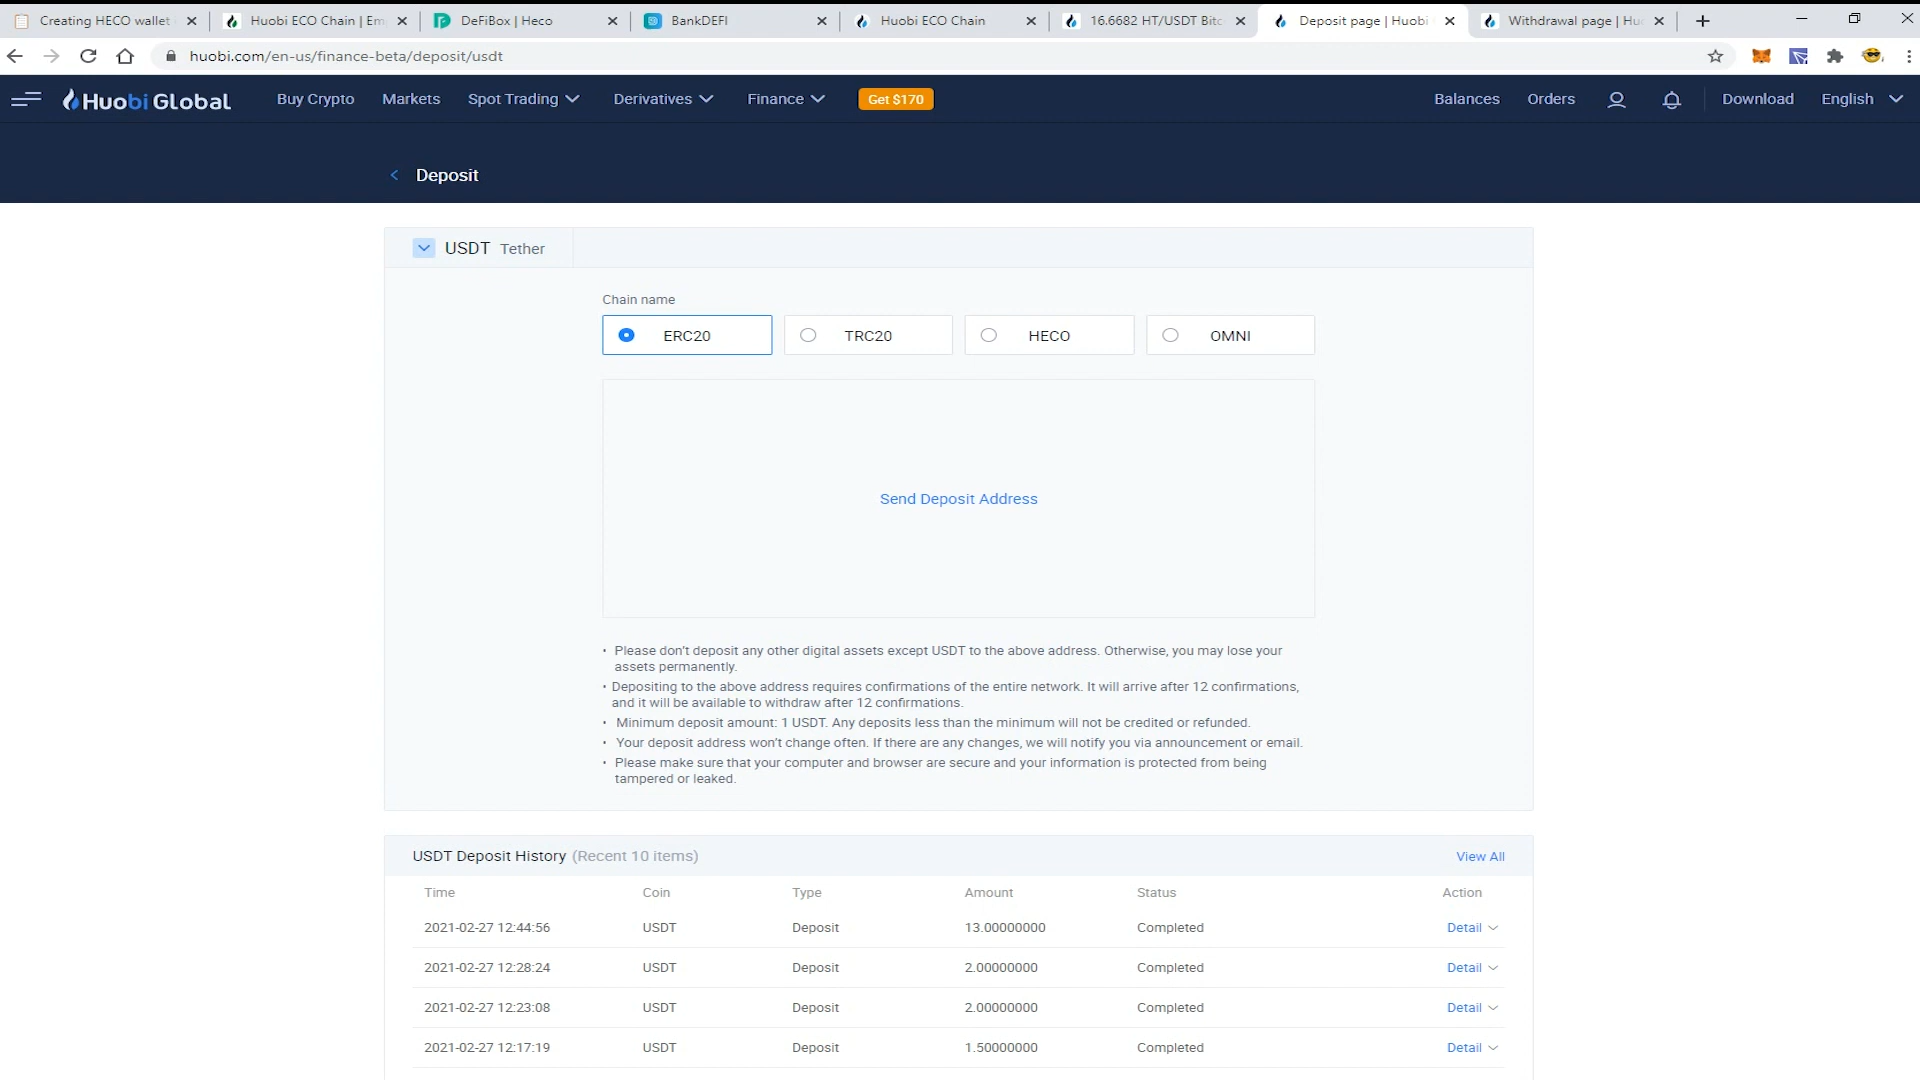 Creating HECO wallet
Huobi ECO Chain | Em
DeFiBox | Heco
BankDEFI
Huobi ECO Chain
16.6682 HT/USDT Bitc
Deposit page | Huobi
Withdrawal page | Hu
huobi.com/en-us/finance-beta/deposit/usdt
Huobi Global
Buy Crypto
Markets
Spot Trading
Derivatives
Finance
Get $170
Balances
Orders
Download
English
Deposit
USDT Tether
Chain name
ERC20
TRC20
HECO
OMNI
Send Deposit Address
• Please don't deposit any other digital assets except USDT to the above address. Otherwise, you may lose your
assets permanently.
• Depositing to the above address requires confirmations of the entire network. It will arrive after 12 confirmations,
and it will be available to withdraw after 12 confirmations.
• Minimum deposit amount: 1 USDT. Any deposits less than the minimum will not be credited or refunded.
• Your deposit address won't change often. If there are any changes, we will notify you via announcement or email.
• Please make sure that your computer and browser are secure and your information is protected from being
tampered or leaked.
USDT Deposit History (Recent 10 items)
View All
Time Coin Type Amount Status Action
2021-02-27 12:44:56 USDT Deposit 13.00000000 Completed Detail
2021-02-27 12:28:24 USDT Deposit 2.00000000 Completed Detail
2021-02-27 12:23:08 USDT Deposit 2.00000000 Completed Detail
2021-02-27 12:17:19 USDT Deposit 1.50000000 Completed Detail